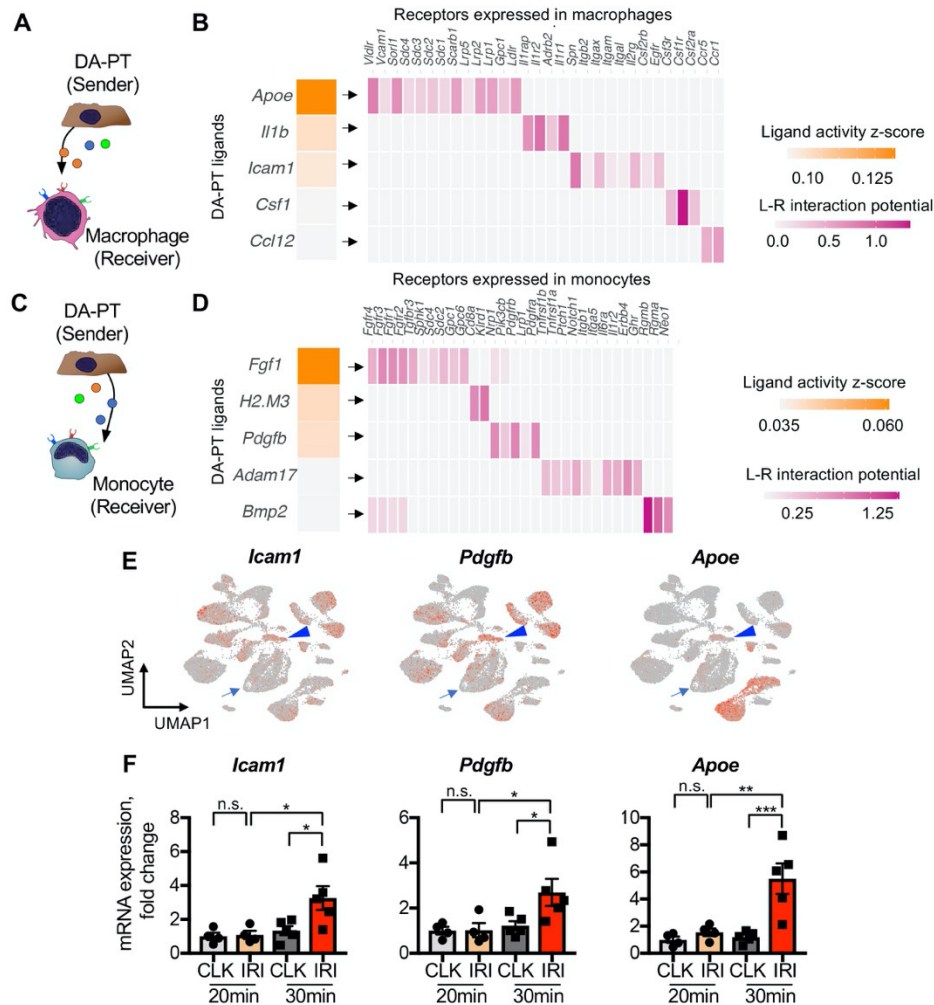 A
DA-PT
(Sender)
Macrophage
(Receiver)
B
Receptors expressed in macrophages
Vldlr
Vcam1
Sorl1
Sdc4
Sdc3
Sdc2
Sdc1
Scarb1
Lrp5
Lrp2
Lrp1
Gpc1
Ldlr
Il1rap
Il1r2
Adrb2
Il1r1
Spn
Itgb2
Itgax
Itgam
Itgal
Il2rg
Csf2rb
Egfr
Csf3r
Csf1r
Csf2ra
Ccr5
Ccr1
DA-PT ligands
Apoe
Il1b
Icam1
Csf1
Ccl12
Ligand activity z-score
0.10 0.125
L-R interaction potential
0.0 0.5 1.0
C
DA-PT
(Sender)
Monocyte
(Receiver)
D
Receptors expressed in monocytes
Fgfr4
Fgfr3
Fgfr1
Fgfr2
Tgfbr3
Sphk1
Sdc4
Sdc2
Gpc1
Gpc6
Cd8a
Klrd1
Nrp1
Pik3cb
Pdgfrb
Lrp1
Pdgfra
Tnfrsf1b
Tnfrsf1a
Ptch1
Notch1
Itgb1
Itga5
Il6ra
Il1r2
Erbb4
Ghr
Rgmb
Rgma
Neo1
DA-PT ligands
Fgf1
H2.M3
Pdgfb
Adam17
Bmp2
Ligand activity z-score
0.035 0.060
L-R interaction potential
0.25 1.25
E
Icam1 Pdgfb Apoe
UMAP2
UMAP1
F
Icam1
mRNA expression,
fold change
8
6
4
2
0
n.s.
*
*
CLK IRI CLK IRI
20min 30min
Pdgfb
6
4
2
0
n.s.
*
*
CLK IRI CLK IRI
20min 30min
Apoe
10
8
6
4
2
0
n.s.
**
***
CLK IRI CLK IRI
20min 30min